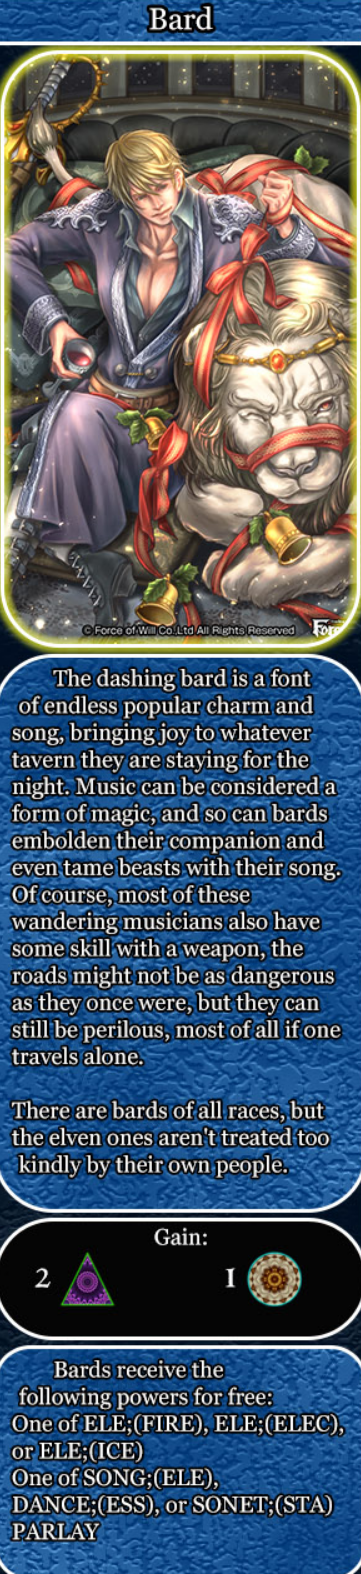 Bard
© Force of Will Co.,Ltd All Rights Reserved
The dashing bard is a font
of endless popular charm and
song, bringing joy to whatever
tavern they are staying for the
night. Music can be considered a
form of magic, and so can bards
embolden their companion and
even tame beasts with their song.
Of course, most of these
wandering musicians also have
some skill with a weapon, the
roads might not be as dangerous
as they once were, but they can
still be perilous, most of all if one
travels alone.
There are bards of all races, but
the elven ones aren't treated too
kindly by their own people.
Gain:
2 1
Bards receive the
following powers for free:
One of ELE;(FIRE), ELE;(ELEC),
or ELE;(ICE)
One of SONG;(ELE),
DANCE;(ESS), or SONET;(STA)
PARLAY